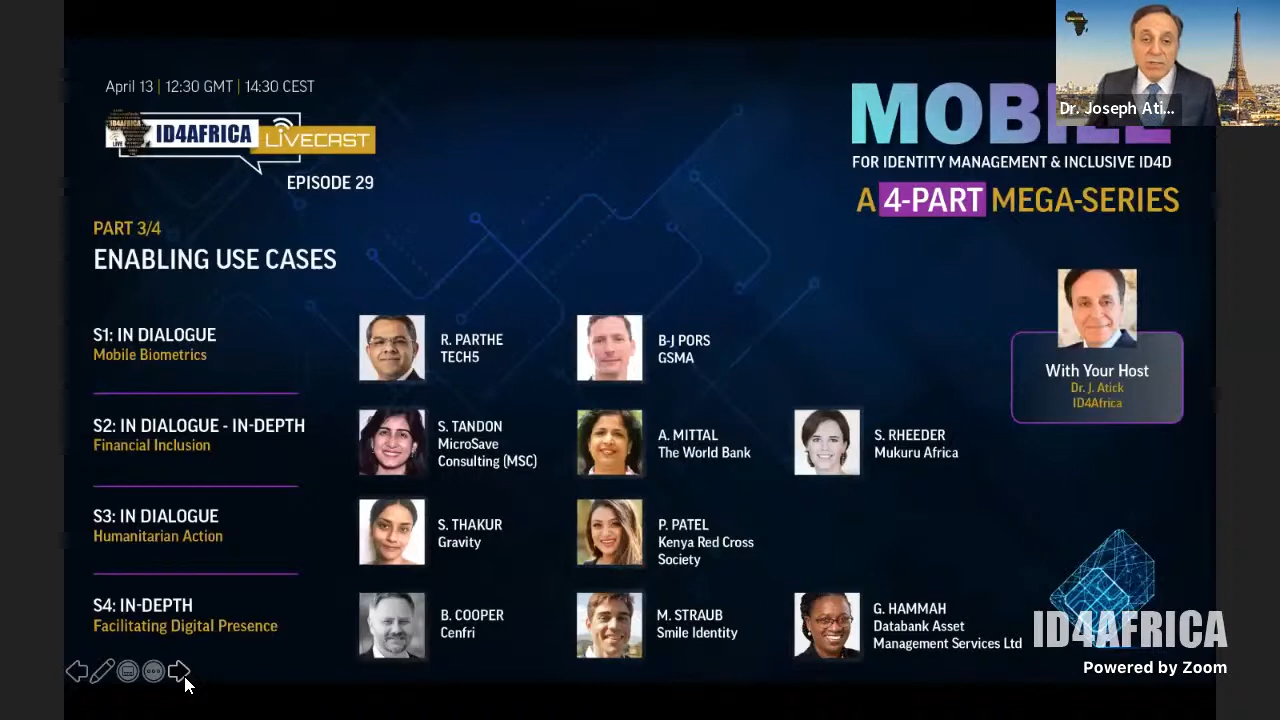 April 13 | 12:30 GMT | 14:30 CEST
ID4AFRICA LIVECAST
EPISODE 29
MOBILE
FOR IDENTITY MANAGEMENT & INCLUSIVE ID4D
A 4-PART MEGA-SERIES
Dr. Joseph Ati...
PART 3/4
ENABLING USE CASES
With Your Host
Dr. J. Atick
ID4Africa
S1: IN DIALOGUE
Mobile Biometrics
R. PARTHE
TECH5
B-J PORS
GSMA
S2: IN DIALOGUE - IN-DEPTH
Financial Inclusion
S. TANDON
MicroSave
Consulting (MSC)
A. MITTAL
The World Bank
S. RHEEDER
Mukuru Africa
S3: IN DIALOGUE
Humanitarian Action
S. THAKUR
Gravity
P. PATEL
Kenya Red Cross
Society
S4: IN-DEPTH
Facilitating Digital Presence
B. COOPER
Cenfri
M. STRAUB
Smile Identity
G. HAMMAH
Databank Asset
Management Services Ltd
ID4AFRICA
Powered by Zoom